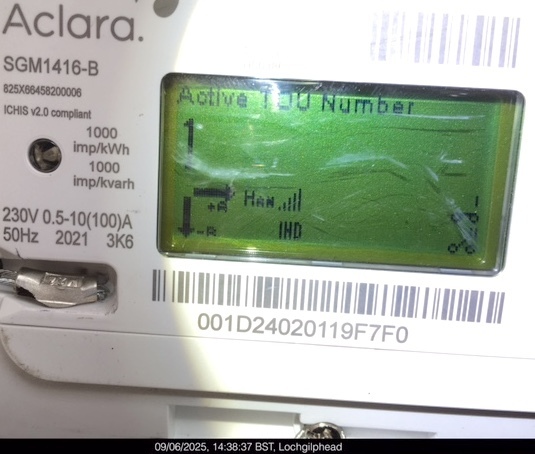 Aclara.
SGM1416-B
825X66458200006
ICHIS v2.0 compliant
1000
imp/kWh
1000
imp/kvarh
230V 0.5-10(100)A
50Hz 2021 3K6
Active TOU Number
1
+R
HAN
-R
IND
001D24020119F7F0
09/06/2025, 14:38:37 BST, Lochgilphead